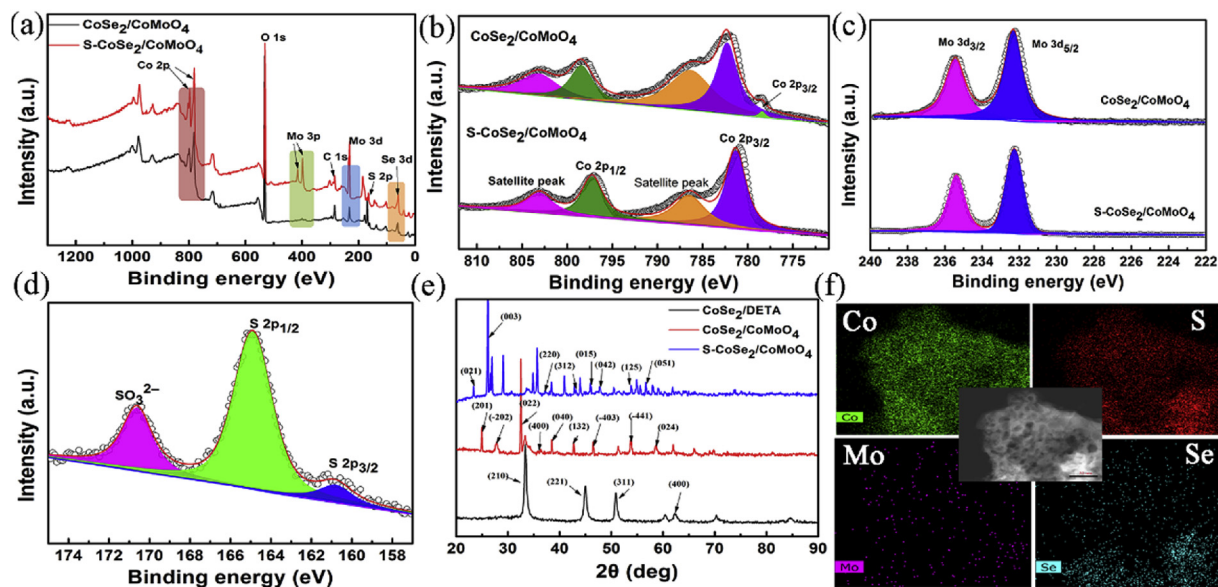 (a)
CoSe₂/CoMoO₄
S-CoSe₂/CoMoO₄
O 1s
Co 2p
Mo 3p
C 1s
Mo 3d
S 2p
Se 3d
Intensity (a.u.)
1200 1000 800 600 400 200 0
Binding energy (eV)
(b)
CoSe₂/CoMoO₄
Co 2p₃/₂
S-CoSe₂/CoMoO₄
Co 2p₃/₂
Co 2p₁/₂
Satellite peak
Satellite peak
Intensity (a.u.)
810 805 800 795 790 785 780 775
Binding energy (eV)
(c)
Mo 3d₃/₂
Mo 3d₅/₂
CoSe₂/CoMoO₄
S-CoSe₂/CoMoO₄
Intensity (a.u.)
240 238 236 234 232 230 228 226 224 222
Binding energy (eV)
(d)
S 2p₁/₂
SO₃²⁻
S 2p₃/₂
Intensity (a.u.)
175 170 165 160
Binding energy (eV)
(e)
CoSe₂/DETA
CoSe₂/CoMoO₄
S-CoSe₂/CoMoO₄
(003)
(021)
(220)
(312)
(015)
(042)
(125)
(051)
(201)
(-202)
(022)
(400)
(040)
(132)
(-403)
(-441)
(024)
(210)
(221)
(311)
(400)
Intensity (a.u.)
20 30 40 50 60 70 80 90
2θ (deg)
(f)
Co
S
Co
Mo
Se
Mo
Se